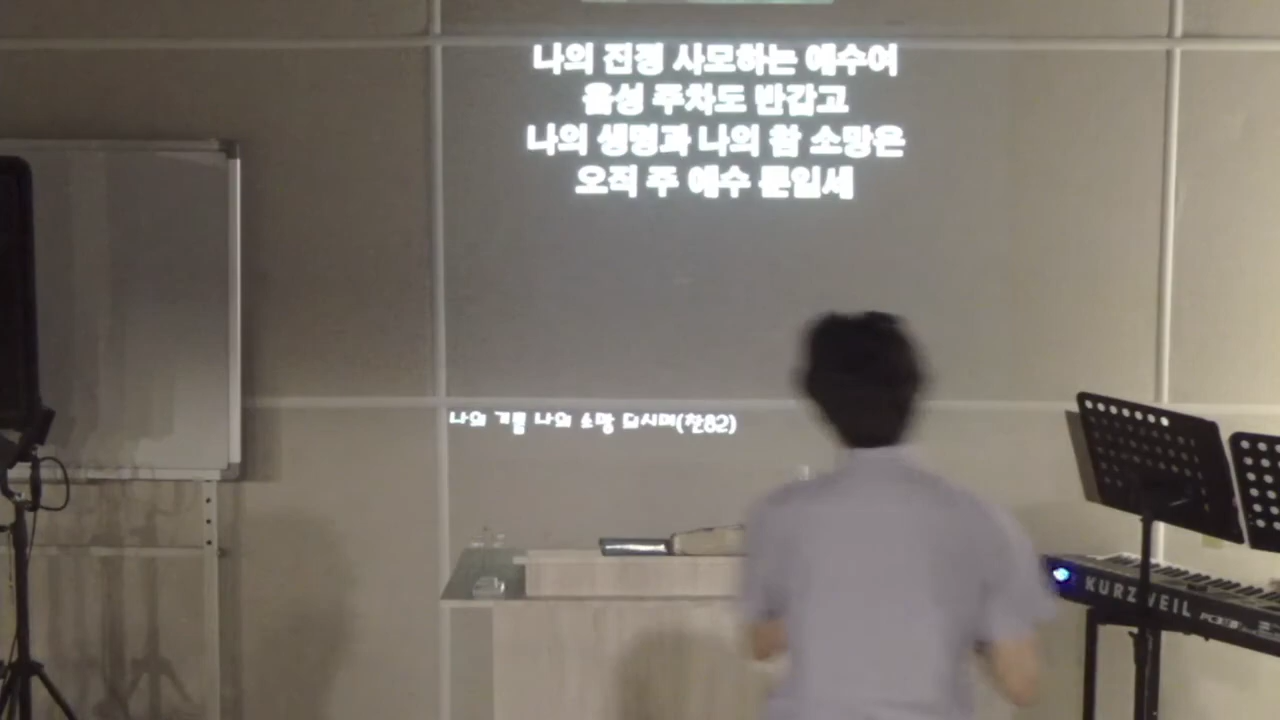 나의 진정 사모하는 예수여
음성 주차도 반갑고
나의 생명과 나의 참 소망은
오직 주 예수 뿐일세
나의 기쁨 나의 소망 되시며(찬82)
KURZWEIL